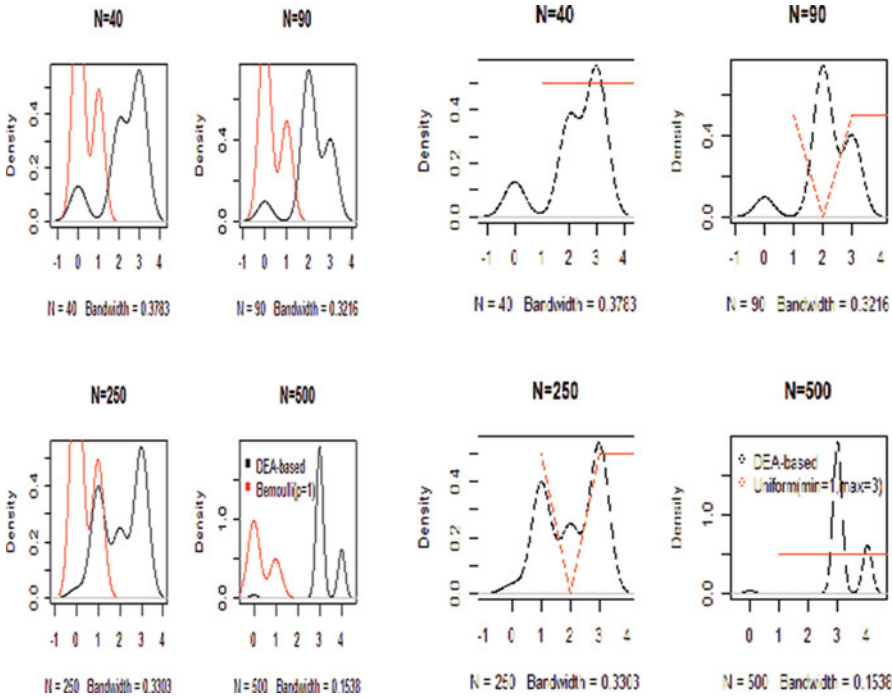 N=40
N=90
N=40
N=90
Density
0.0 0.2 0.4
-1 0 1 2 3 4
N = 40 Bandwidth = 0.3783
Density
0.0 0.4
-1 0 1 2 3 4
N = 90 Bandwidth = 0.3216
Density
0.0 0.2 0.4
-1 0 1 2 3 4
N = 40 Bandwidth = 0.3783
Density
0.0 0.4
-1 0 1 2 3 4
N = 90 Bandwidth = 0.3216
N=250
N=500
N=250
N=500
Density
0.0 0.2 0.4
-1 0 1 2 3 4
N = 250 Bandwidth = 0.3303
Density
0.0 1.0
DEA-based
Bernoulli(p=1)
0 1 2 3 4
N = 500 Bandwidth = 0.1538
Density
0.0 0.2 0.4
-1 0 1 2 3 4
N = 250 Bandwidth = 0.3303
Density
0.0 1.0
DEA-based
Uniform(min=1,max=3)
0 1 2 3 4
N = 500 Bandwidth = 0.1538